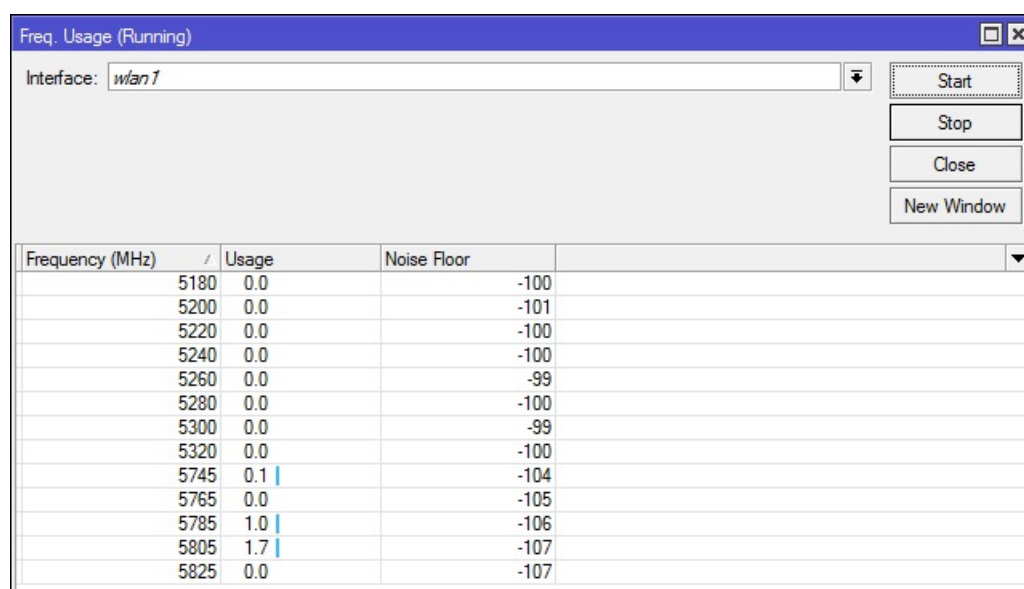 Freq. Usage (Running)
Interface: wlan1
Start
Stop
Close
New Window
Frequency (MHz) Usage Noise Floor
5180 0.0 -100
5200 0.0 -101
5220 0.0 -100
5240 0.0 -100
5260 0.0 -99
5280 0.0 -100
5300 0.0 -99
5320 0.0 -100
5745 0.1 -104
5765 0.0 -105
5785 1.0 -106
5805 1.7 -107
5825 0.0 -107